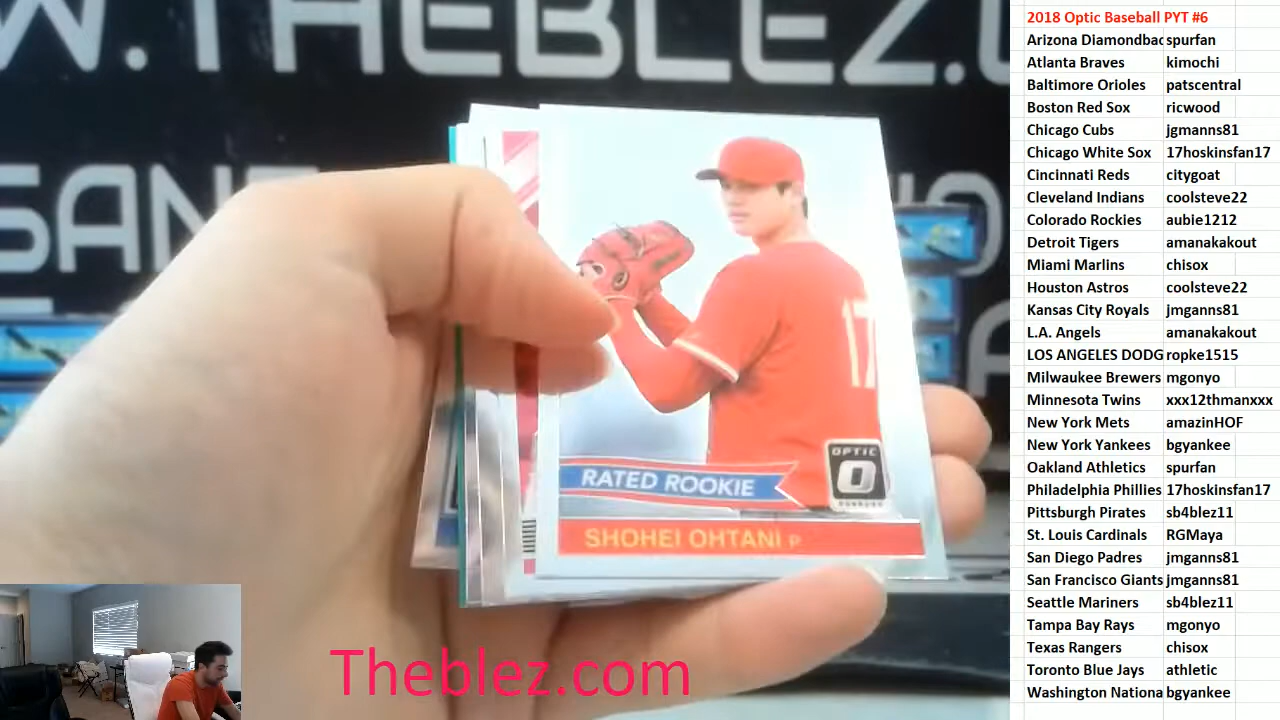 W.THEBLEZ.C
SANT
17
OPTIC
RATED ROOKIE
SHOHEI OHTANI P
Theblez.com
2018 Optic Baseball PYT #6
Arizona Diamondbac spurfan
Atlanta Braves kimochi
Baltimore Orioles patscentral
Boston Red Sox ricwood
Chicago Cubs jgmanns81
Chicago White Sox 17hoskinsfan17
Cincinnati Reds citygoat
Cleveland Indians coolsteve22
Colorado Rockies aubie1212
Detroit Tigers amanakakout
Miami Marlins chisox
Houston Astros coolsteve22
Kansas City Royals jmganns81
L.A. Angels amanakakout
LOS ANGELES DODG ropke1515
Milwaukee Brewers mgonyo
Minnesota Twins xxx12thmanxxx
New York Mets amazinHOF
New York Yankees bgyankee
Oakland Athletics spurfan
Philadelphia Phillies 17hoskinsfan17
Pittsburgh Pirates sb4blez11
St. Louis Cardinals RGMaya
San Diego Padres jmganns81
San Francisco Giants jmganns81
Seattle Mariners sb4blez11
Tampa Bay Rays mgonyo
Texas Rangers chisox
Toronto Blue Jays athletic
Washington Nationa bgyankee